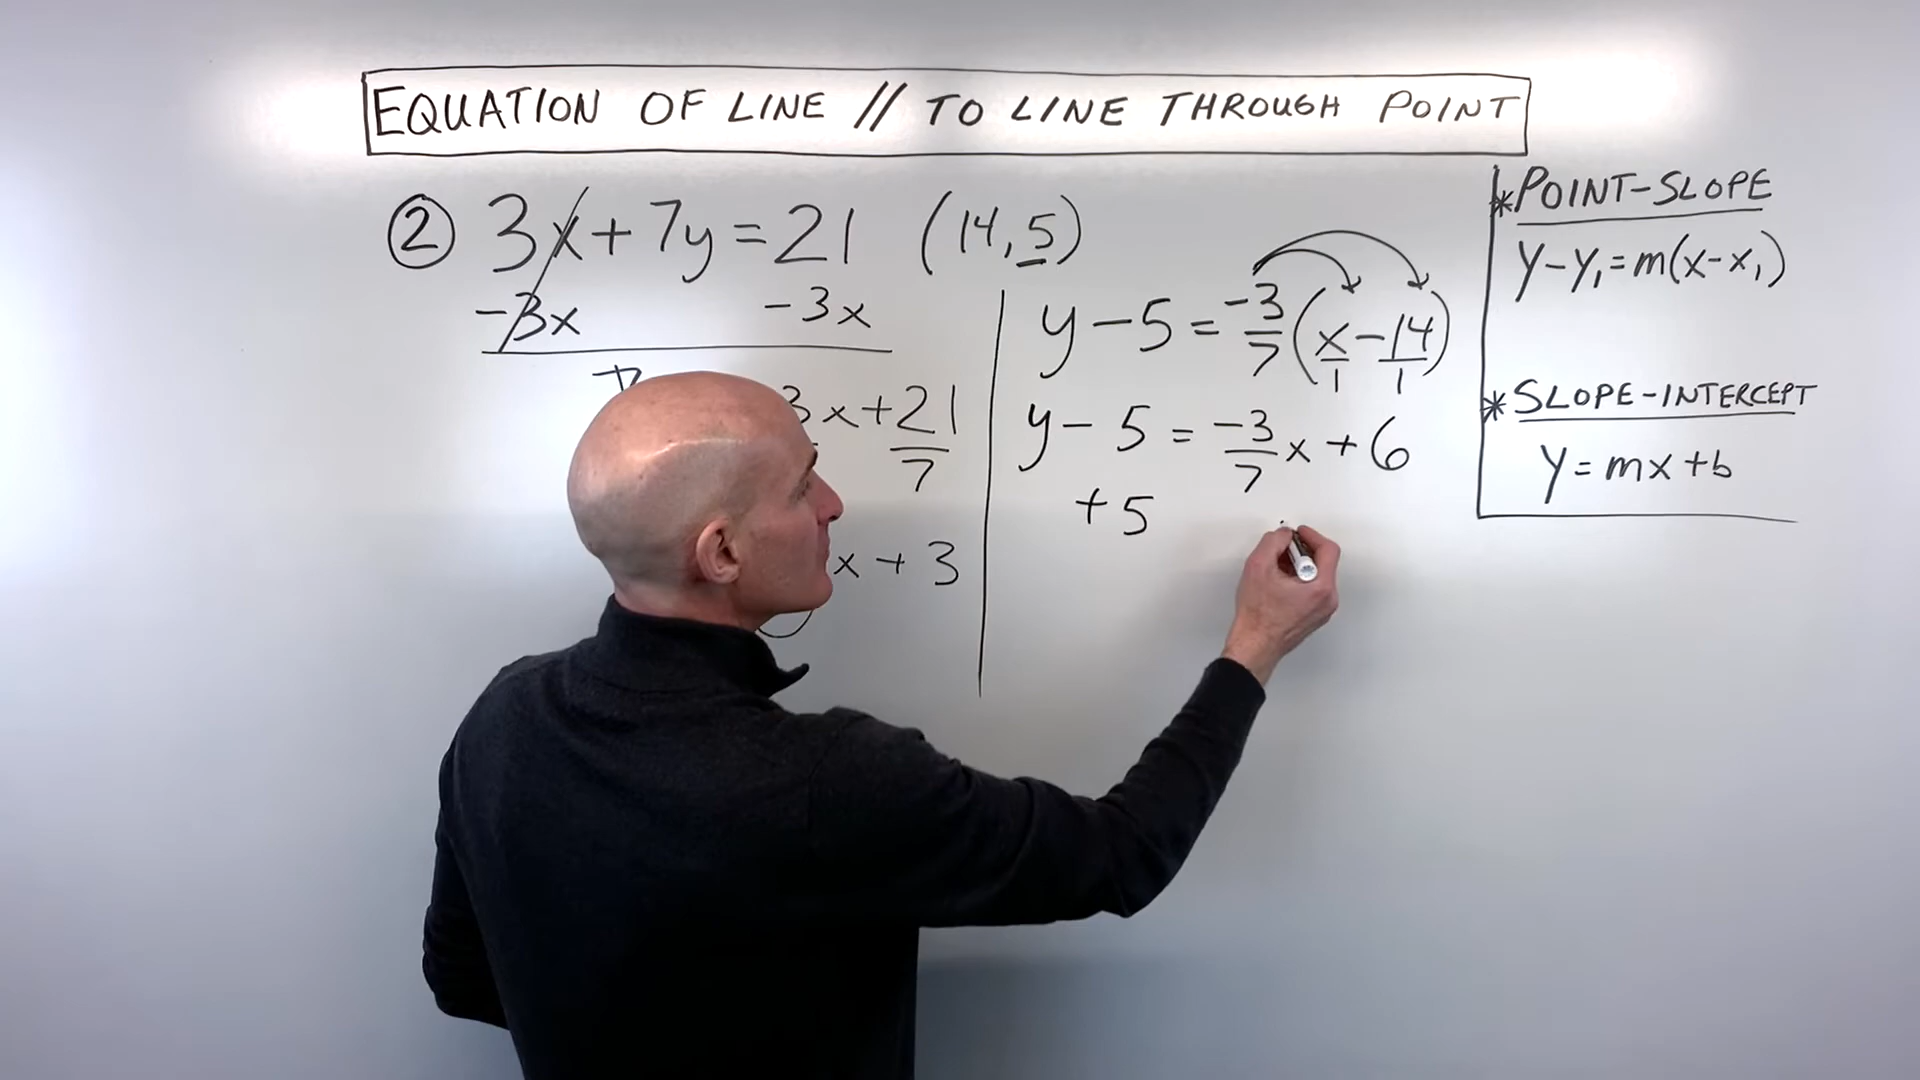 EQUATION OF LINE // TO LINE THROUGH POINT
② 3x+7y=21 (14,5)
-3x -3x
3x+21
7
x+3
y-5=-3/7(x/1-14/1)
y-5=-3/7x+6
+5
*POINT-SLOPE
y-y₁=m(x-x₁)
*SLOPE-INTERCEPT
y=mx+b